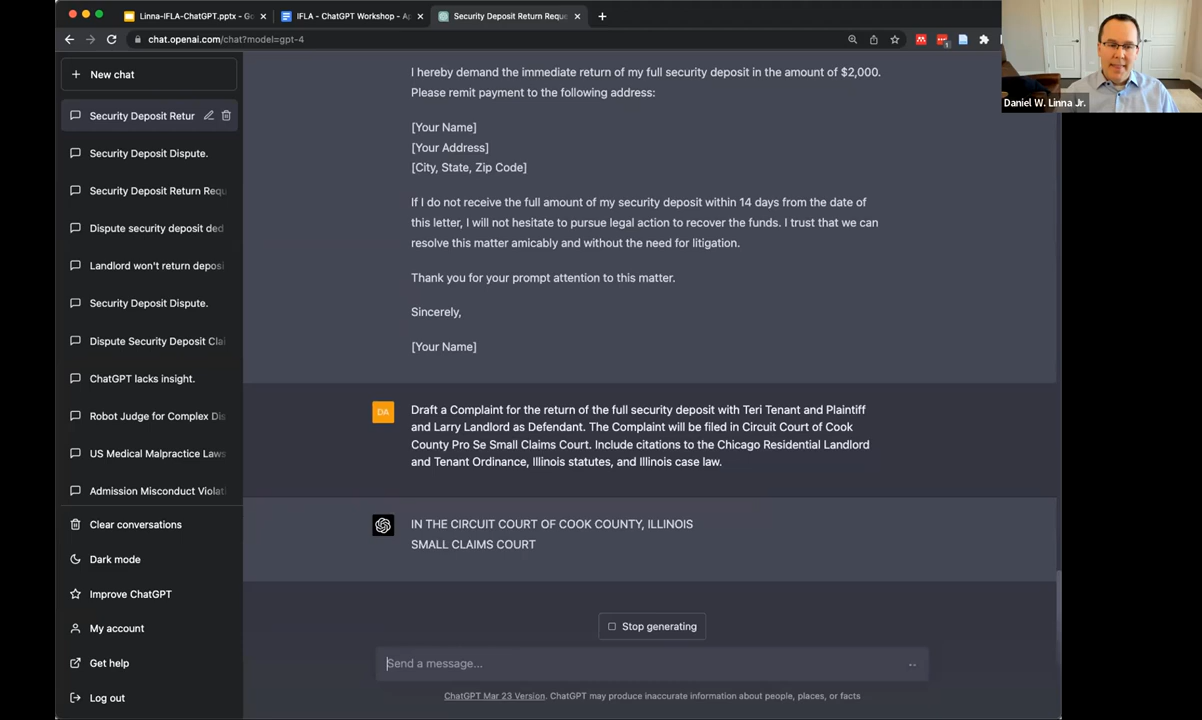 Linna-IFLA-ChatGPT.pptx - Go
IFLA - ChatGPT Workshop - Ap
Security Deposit Return Reque
chat.openai.com/chat?model=gpt-4
New chat
Security Deposit Retur
Security Deposit Dispute.
Security Deposit Return Requ
Dispute security deposit ded
Landlord won't return deposi
Security Deposit Dispute.
Dispute Security Deposit Clai
ChatGPT lacks insight.
Robot Judge for Complex Dis
US Medical Malpractice Laws
Admission Misconduct Violati
Clear conversations
Dark mode
Improve ChatGPT
My account
Get help
Log out
I hereby demand the immediate return of my full security deposit in the amount of $2,000.
Please remit payment to the following address:
[Your Name]
[Your Address]
[City, State, Zip Code]
If I do not receive the full amount of my security deposit within 14 days from the date of
this letter, I will not hesitate to pursue legal action to recover the funds. I trust that we can
resolve this matter amicably and without the need for litigation.
Thank you for your prompt attention to this matter.
Sincerely,
[Your Name]
DA
Draft a Complaint for the return of the full security deposit with Teri Tenant and Plaintiff
and Larry Landlord as Defendant. The Complaint will be filed in Circuit Court of Cook
County Pro Se Small Claims Court. Include citations to the Chicago Residential Landlord
and Tenant Ordinance, Illinois statutes, and Illinois case law.
IN THE CIRCUIT COURT OF COOK COUNTY, ILLINOIS
SMALL CLAIMS COURT
Stop generating
Send a message...
ChatGPT Mar 23 Version. ChatGPT may produce inaccurate information about people, places, or facts
Daniel W. Linna Jr.